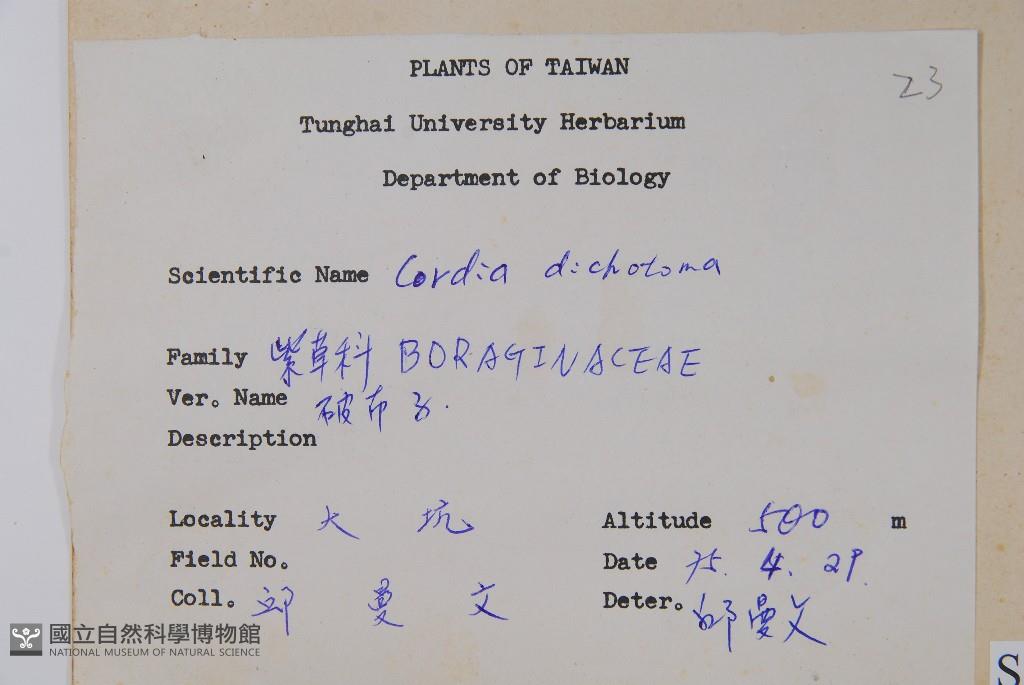 PLANTS OF TAIWAN
23
Tunghai University Herbarium
Department of Biology
Scientific Name Cordia dichotoma
Family 紫草科 BORAGINACEAE
Ver. Name 破布子.
Description
Locality 大坑 Altitude 500 m
Field No. Date 75. 4. 29.
Coll. 邱曼文 Deter. 邱曼文
國立自然科學博物館
NATIONAL MUSEUM OF NATURAL SCIENCE
S